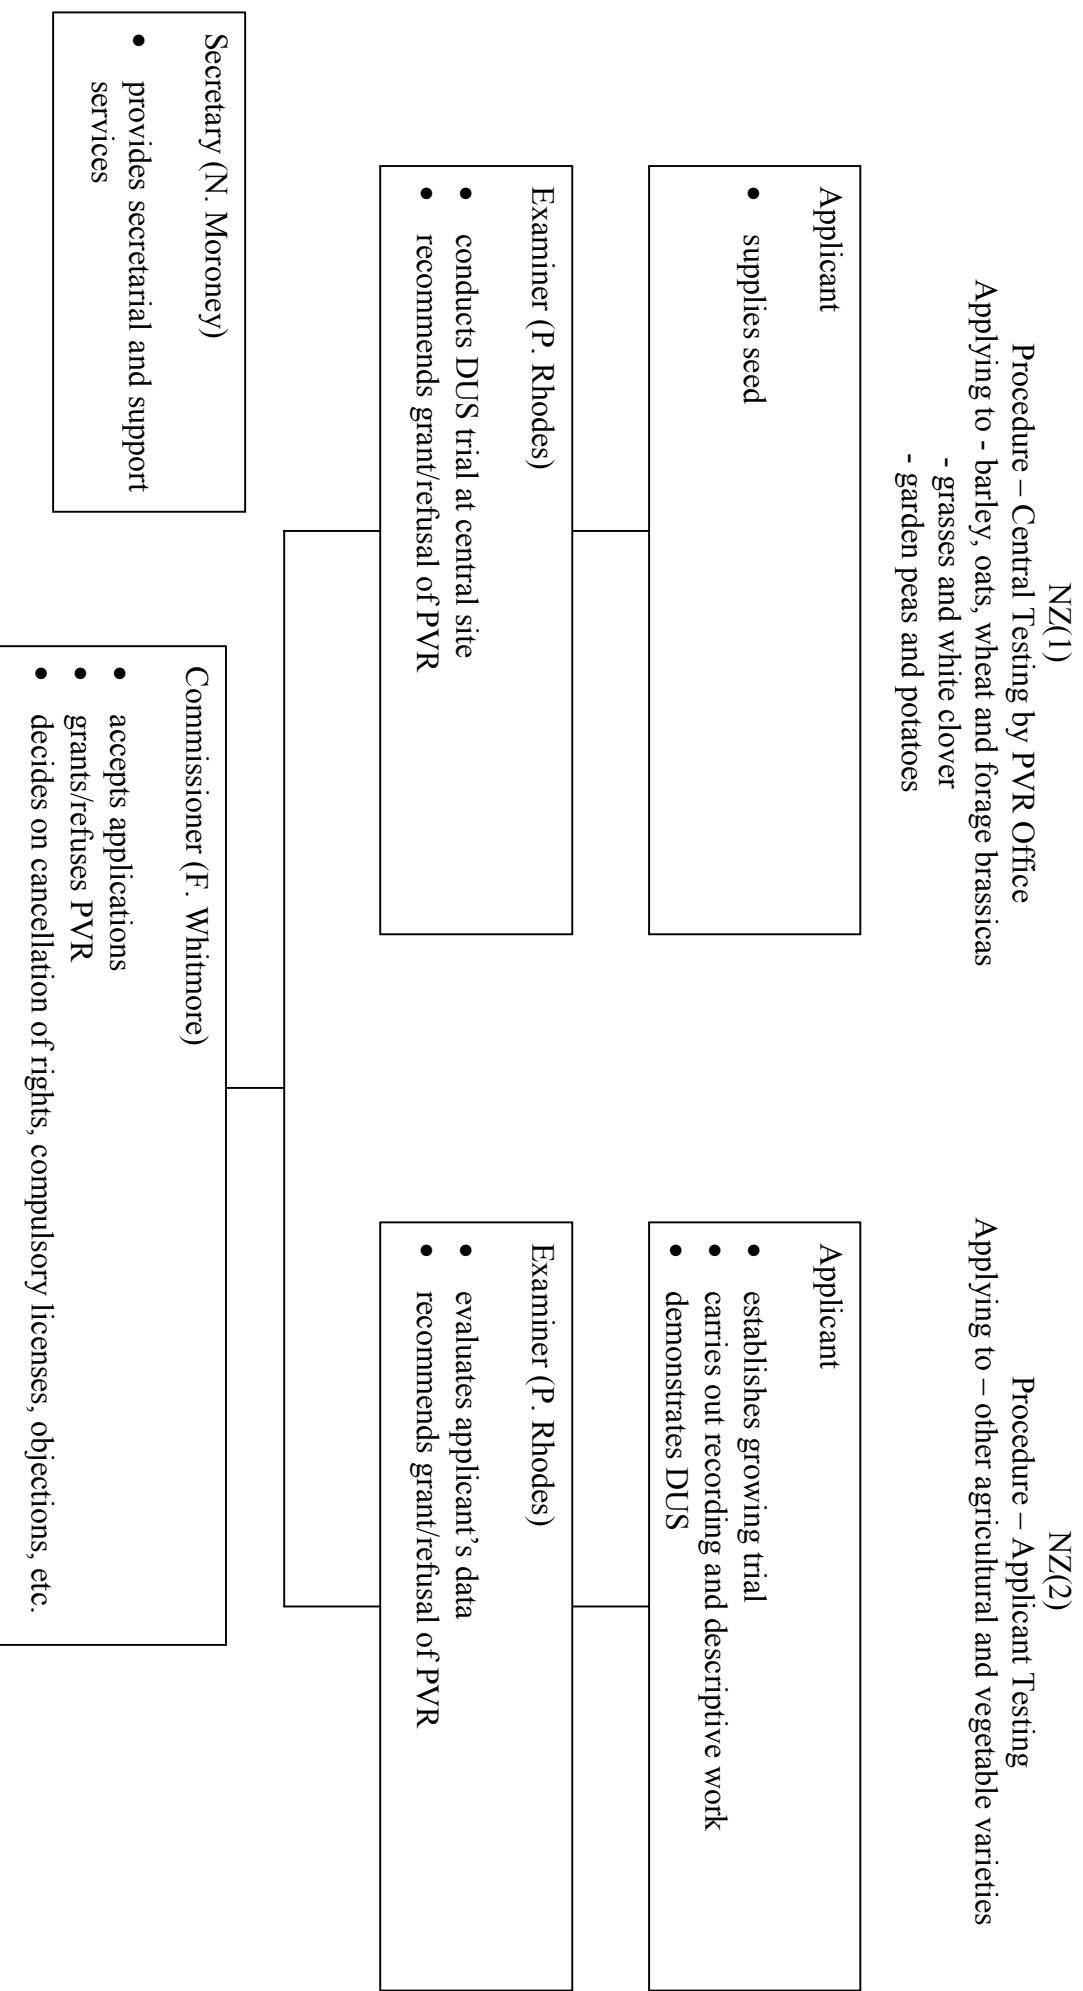 NZ(1)
Procedure – Central Testing by PVR Office
Applying to - barley, oats, wheat and forage brassicas
- grasses and white clover
- garden peas and potatoes
NZ(2)
Procedure – Applicant Testing
Applying to – other agricultural and vegetable varieties
Applicant
• supplies seed
Applicant
• establishes growing trial
• carries out recording and descriptive work
• demonstrates DUS
Examiner (P. Rhodes)
• conducts DUS trial at central site
• recommends grant/refusal of PVR
Examiner (P. Rhodes)
• evaluates applicant’s data
• recommends grant/refusal of PVR
Secretary (N. Moroney)
• provides secretarial and support
services
Commissioner (F. Whitmore)
• accepts applications
• grants/refuses PVR
• decides on cancellation of rights, compulsory licenses, objections, etc.